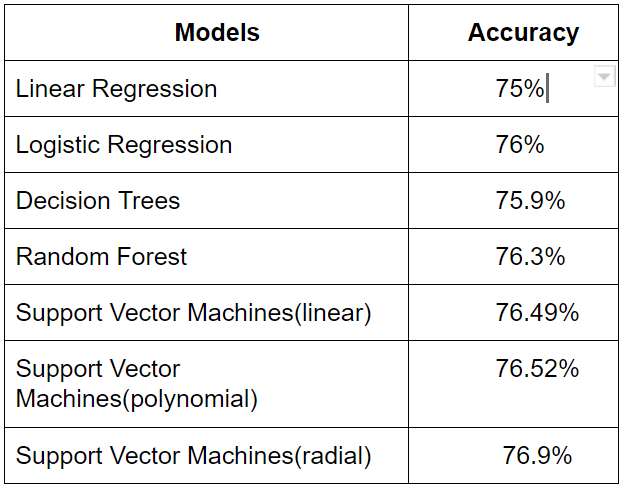 Models Accuracy
Linear Regression 75%
Logistic Regression 76%
Decision Trees 75.9%
Random Forest 76.3%
Support Vector Machines(linear) 76.49%
Support Vector 76.52%
Machines(polynomial)
Support Vector Machines(radial) 76.9%